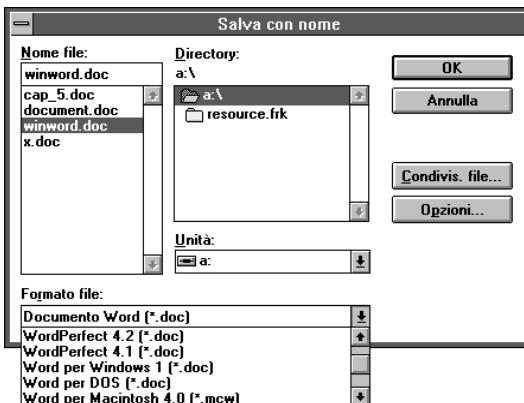 Salva con nome
Nome file:
winword.doc
cap_5.doc
document.doc
winword.doc
x.doc
Directory:
a:\
a:\
resource.frk
Unità:
a:
OK
Annulla
Condivis. file...
Opzioni...
Formato file:
Documento Word (*.doc)
WordPerfect 4.2 (*.doc)
WordPerfect 4.1 (*.doc)
Word per Windows 1 (*.doc)
Word per DOS (*.doc)
Word per Macintosh 4.0 (*.mcw)